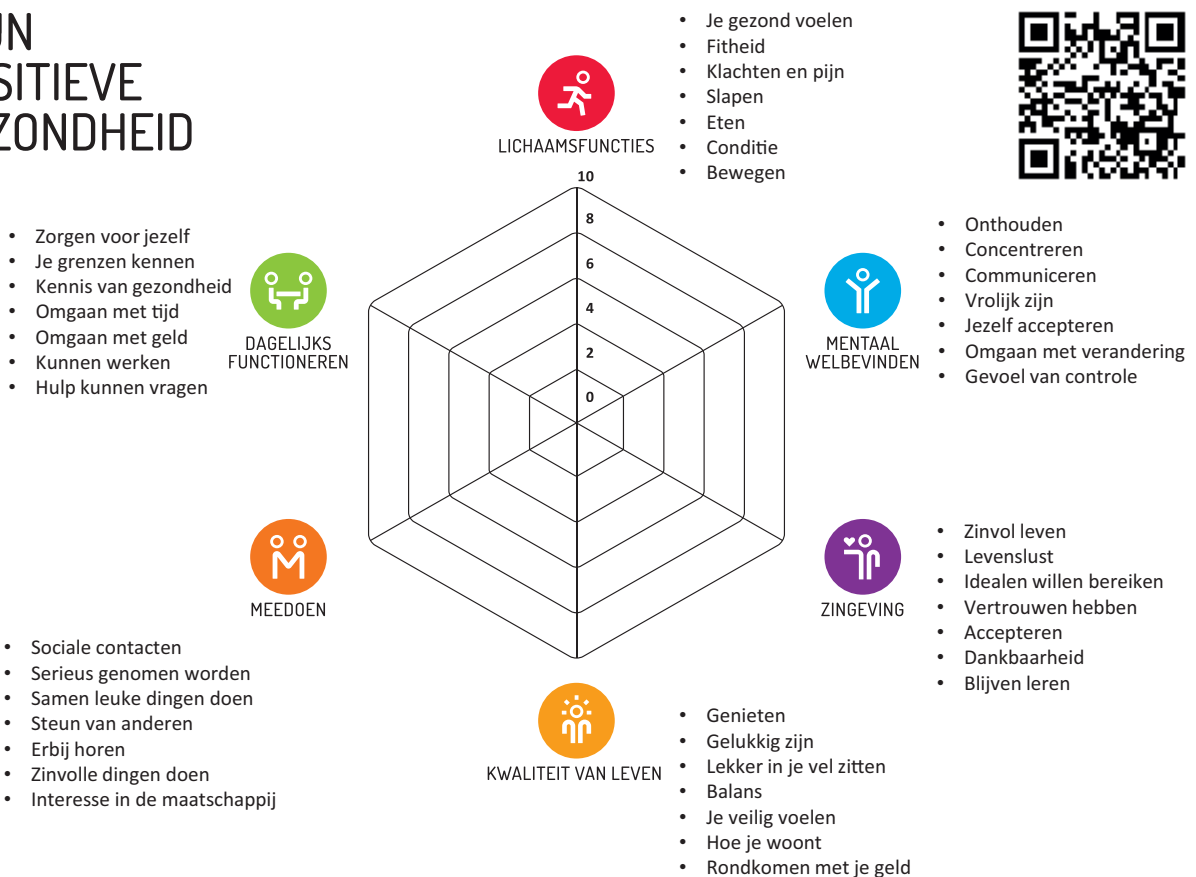 UN
SITIEVE
ZONDHEID
LICHAAMSFUNCTIES
• Je gezond voelen
• Fitheid
• Klachten en pijn
• Slapen
• Eten
• Conditie
• Bewegen
10
8
6
4
2
0
MENTAAL
WELBEVINDEN
• Onthouden
• Concentreren
• Communiceren
• Vrolijk zijn
• Jezelf accepteren
• Omgaan met verandering
• Gevoel van controle
• Zorgen voor jezelf
• Je grenzen kennen
• Kennis van gezondheid
• Omgaan met tijd
• Omgaan met geld
• Kunnen werken
• Hulp kunnen vragen
DAGELIJKS
FUNCTIONEREN
ZINGEVING
• Zinvol leven
• Levenslust
• Idealen willen bereiken
• Vertrouwen hebben
• Accepteren
• Dankbaarheid
• Blijven leren
MEEDOEN
• Sociale contacten
• Serieus genomen worden
• Samen leuke dingen doen
• Steun van anderen
• Erbij horen
• Zinvolle dingen doen
• Interesse in de maatschappij
KWALITEIT VAN LEVEN
• Genieten
• Gelukkig zijn
• Lekker in je vel zitten
• Balans
• Je veilig voelen
• Hoe je woont
• Rondkomen met je geld